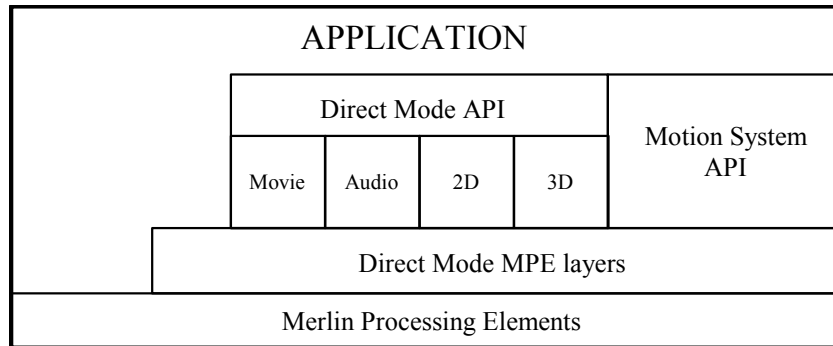 APPLICATION
Direct Mode API
Motion System
API
Movie
Audio
2D
3D
Direct Mode MPE layers
Merlin Processing Elements